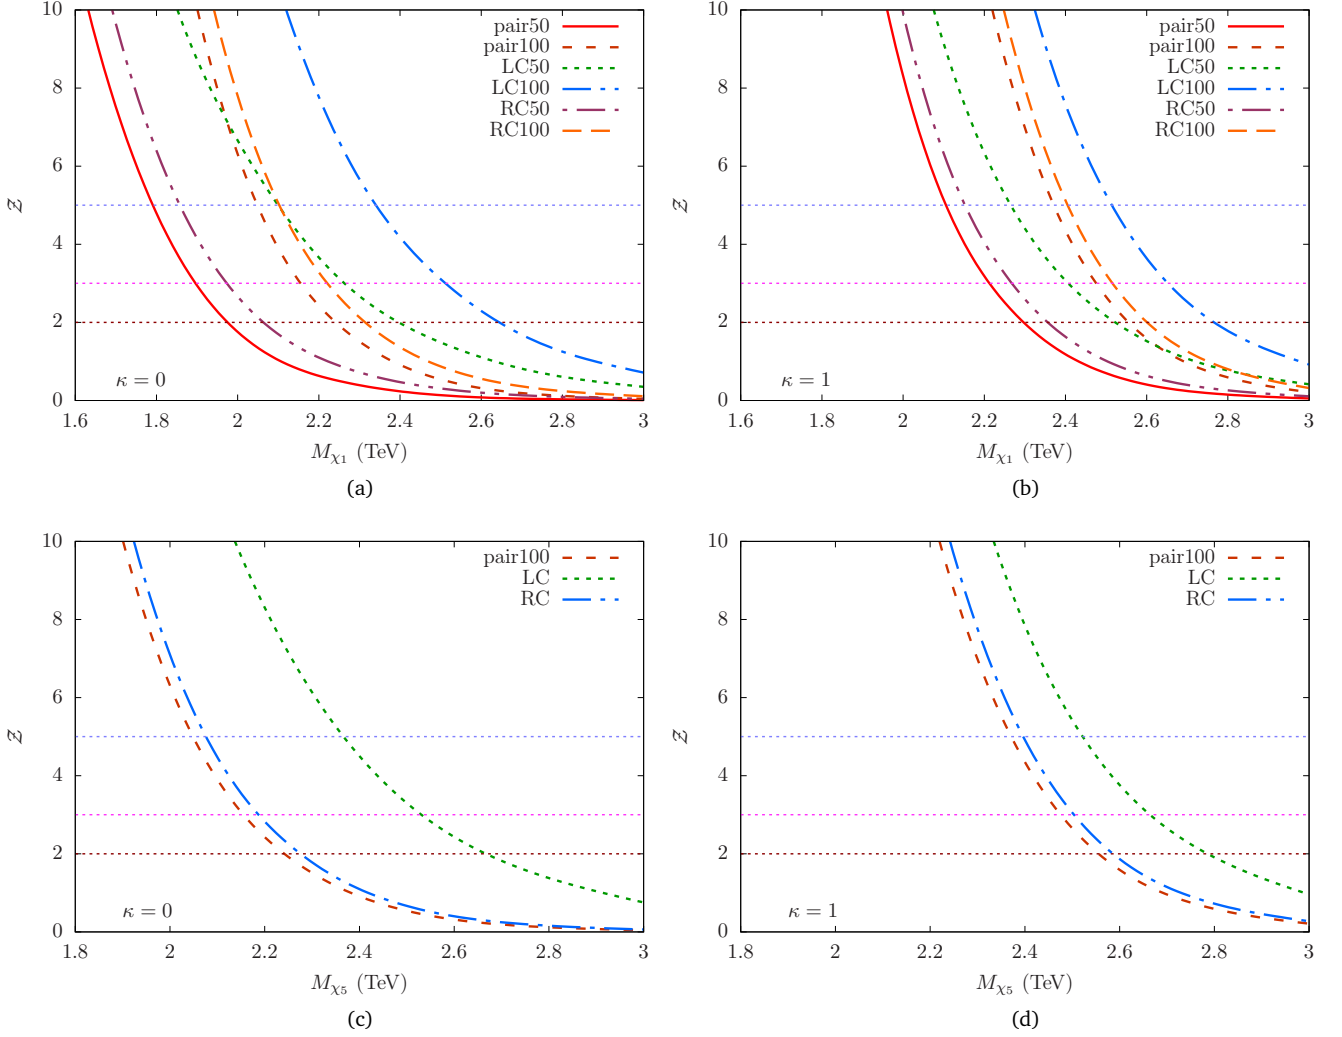 10
8
6
4
2
0
𝒵
pair50
pair100
LC50
LC100
RC50
RC100
κ = 0
1.6 1.8 2 2.2 2.4 2.6 2.8 3
M_χ₁ (TeV)
(a)
10
8
6
4
2
0
𝒵
pair50
pair100
LC50
LC100
RC50
RC100
κ = 1
1.6 1.8 2 2.2 2.4 2.6 2.8 3
M_χ₁ (TeV)
(b)
10
8
6
4
2
0
𝒵
pair100
LC
RC
κ = 0
1.8 2 2.2 2.4 2.6 2.8 3
M_χ₅ (TeV)
(c)
10
8
6
4
2
0
𝒵
pair100
LC
RC
κ = 1
1.8 2 2.2 2.4 2.6 2.8 3
M_χ₅ (TeV)
(d)